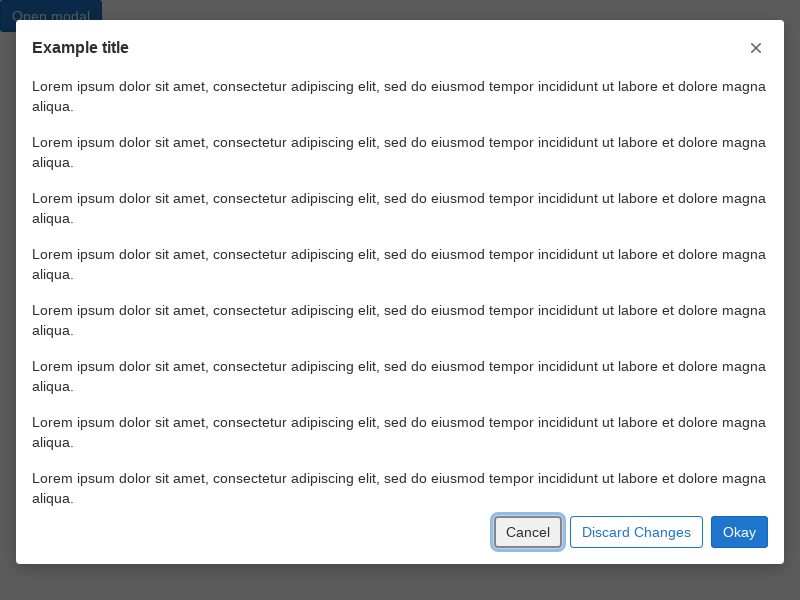 Open modal
Example title
Lorem ipsum dolor sit amet, consectetur adipiscing elit, sed do eiusmod tempor incididunt ut labore et dolore magna
aliqua.
Lorem ipsum dolor sit amet, consectetur adipiscing elit, sed do eiusmod tempor incididunt ut labore et dolore magna
aliqua.
Lorem ipsum dolor sit amet, consectetur adipiscing elit, sed do eiusmod tempor incididunt ut labore et dolore magna
aliqua.
Lorem ipsum dolor sit amet, consectetur adipiscing elit, sed do eiusmod tempor incididunt ut labore et dolore magna
aliqua.
Lorem ipsum dolor sit amet, consectetur adipiscing elit, sed do eiusmod tempor incididunt ut labore et dolore magna
aliqua.
Lorem ipsum dolor sit amet, consectetur adipiscing elit, sed do eiusmod tempor incididunt ut labore et dolore magna
aliqua.
Lorem ipsum dolor sit amet, consectetur adipiscing elit, sed do eiusmod tempor incididunt ut labore et dolore magna
aliqua.
Lorem ipsum dolor sit amet, consectetur adipiscing elit, sed do eiusmod tempor incididunt ut labore et dolore magna
aliqua.
Cancel Discard Changes Okay